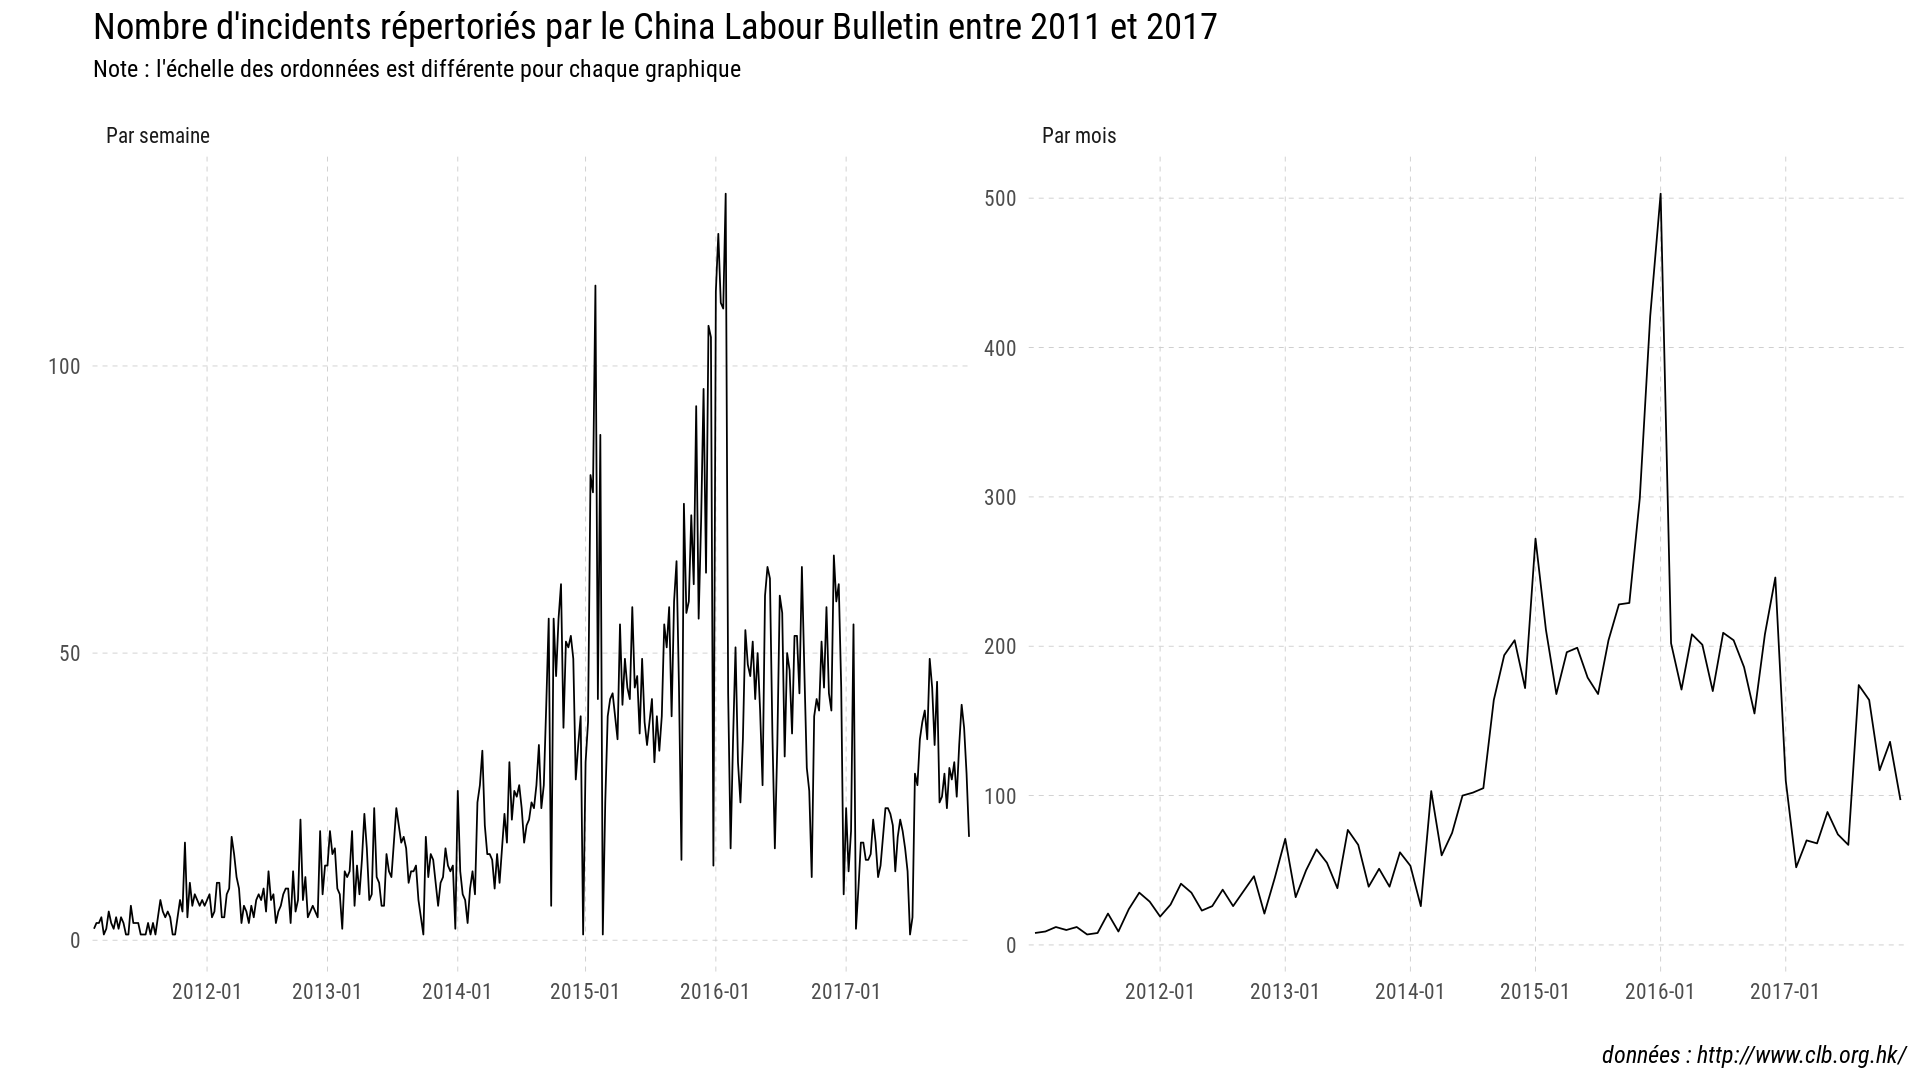 Nombre d'incidents répertoriés par le China Labour Bulletin entre 2011 et 2017
Note : l'échelle des ordonnées est différente pour chaque graphique
Par semaine
100
50
0
2012-01 2013-01 2014-01 2015-01 2016-01 2017-01
Par mois
500
400
300
200
100
0
2012-01 2013-01 2014-01 2015-01 2016-01 2017-01
données : http://www.clb.org.hk/